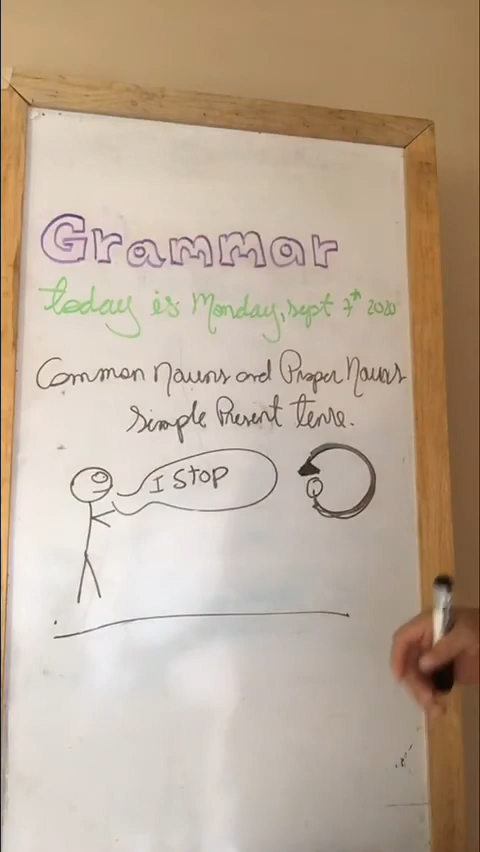 Grammar
today is Monday, sept 7th 2020
Common Nouns and Proper Nouns
simple Present tense.
I STOP